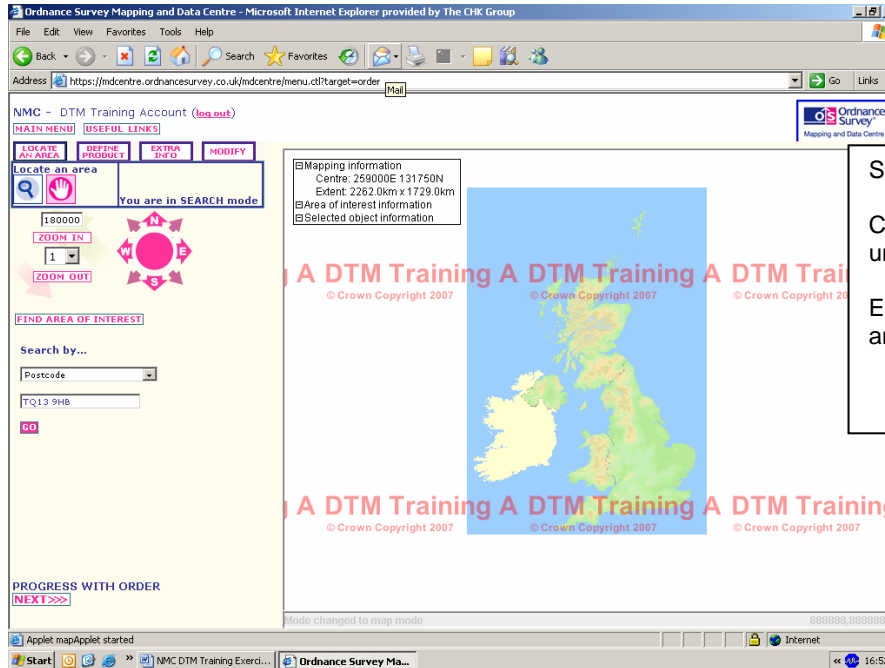 Ordnance Survey Mapping and Data Centre - Microsoft Internet Explorer provided by The CHK Group
File Edit View Favorites Tools Help
Back Search Favorites
Address https://mdcentre.ordnancesurvey.co.uk/mdcentre/menu.ctl?target=order Go Links
Mail
NMC - DTM Training Account (log out)
MAIN MENU USEFUL LINKS
Ordnance
Survey
Mapping and Data Centre
LOCATE AN AREA DEFINE PRODUCT EXTRA INFO MODIFY
Locate an area
You are in SEARCH mode
180000
ZOOM IN
1
ZOOM OUT
N
W E
S
FIND AREA OF INTEREST
Search by...
Postcode
TQ13 9HB
GO
PROGRESS WITH ORDER
NEXT>>>
Mapping information
Centre: 259000E 131750N
Extent: 2262.0km x 1729.0km
Area of interest information
Selected object information
A DTM Training A DTM Training A DTM Trai
© Crown Copyright 2007 © Crown Copyright 2007 © Crown Copyright 2007
A DTM Training A DTM Training A DTM Training
© Crown Copyright 2007 © Crown Copyright 2007 © Crown Copyright 2007
S
C
E
Mode changed to map mode 888888,888888
Applet mapApplet started Internet
Start NMC DTM Training Exerci... Ordnance Survey Ma...